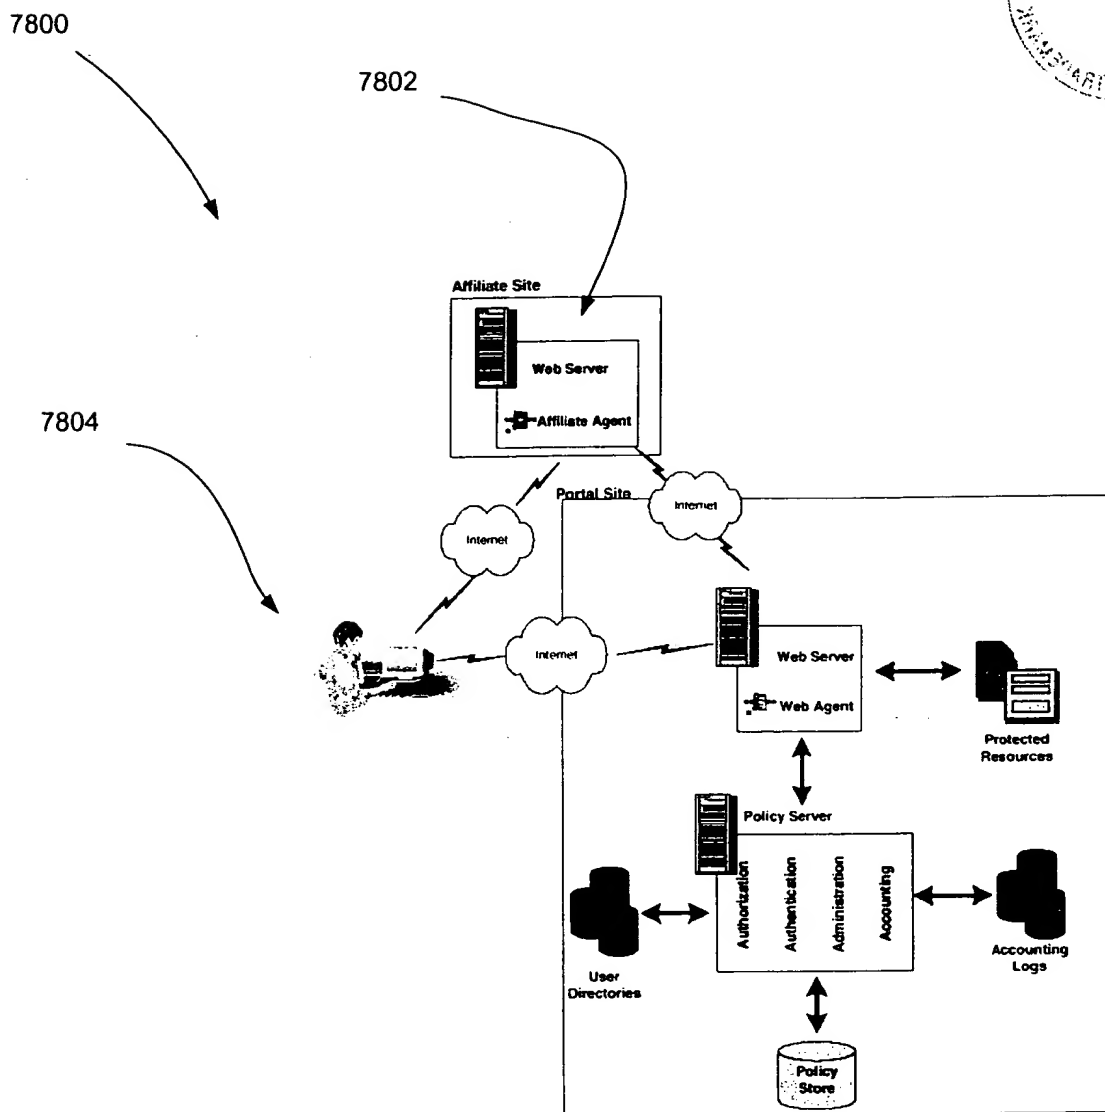 7800
7802
Affiliate Site
Web Server
Affiliate Agent
7804
Portal Site
Internet
Internet
Internet
Web Server
Web Agent
Protected
Resources
Policy Server
Authorization
Authentication
Administration
Accounting
User
Directories
Accounting
Logs
Policy
Store